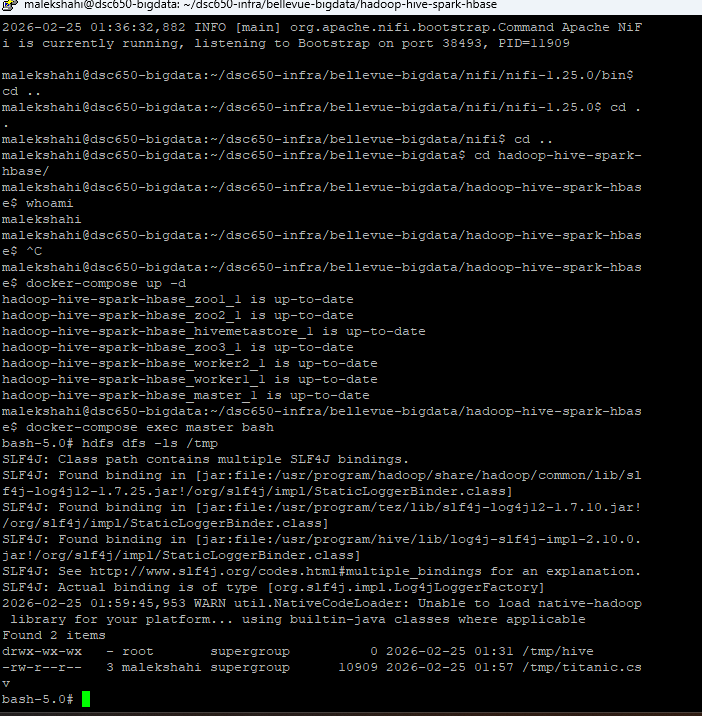 malekshahi@dsc650-bigdata: ~/dsc650-infra/bellevue-bigdata/hadoop-hive-spark-hbase
2026-02-25 01:36:32,882 INFO [main] org.apache.nifi.bootstrap.Command Apache NiF
i is currently running, listening to Bootstrap on port 38493, PID=11909
malekshahi@dsc650-bigdata:~/dsc650-infra/bellevue-bigdata/nifi/nifi-1.25.0/bin$
cd ..
malekshahi@dsc650-bigdata:~/dsc650-infra/bellevue-bigdata/nifi/nifi-1.25.0$ cd .
.
malekshahi@dsc650-bigdata:~/dsc650-infra/bellevue-bigdata/nifi$ cd ..
malekshahi@dsc650-bigdata:~/dsc650-infra/bellevue-bigdata$ cd hadoop-hive-spark-
hbase/
malekshahi@dsc650-bigdata:~/dsc650-infra/bellevue-bigdata/hadoop-hive-spark-hbas
e$ whoami
malekshahi
malekshahi@dsc650-bigdata:~/dsc650-infra/bellevue-bigdata/hadoop-hive-spark-hbas
e$ ^C
malekshahi@dsc650-bigdata:~/dsc650-infra/bellevue-bigdata/hadoop-hive-spark-hbas
e$ docker-compose up -d
hadoop-hive-spark-hbase_zoo1_1 is up-to-date
hadoop-hive-spark-hbase_zoo2_1 is up-to-date
hadoop-hive-spark-hbase_hivemetastore_1 is up-to-date
hadoop-hive-spark-hbase_zoo3_1 is up-to-date
hadoop-hive-spark-hbase_worker2_1 is up-to-date
hadoop-hive-spark-hbase_worker1_1 is up-to-date
hadoop-hive-spark-hbase_master_1 is up-to-date
malekshahi@dsc650-bigdata:~/dsc650-infra/bellevue-bigdata/hadoop-hive-spark-hbas
e$ docker-compose exec master bash
bash-5.0# hdfs dfs -ls /tmp
SLF4J: Class path contains multiple SLF4J bindings.
SLF4J: Found binding in [jar:file:/usr/program/hadoop/share/hadoop/common/lib/sl
f4j-log4j12-1.7.25.jar!/org/slf4j/impl/StaticLoggerBinder.class]
SLF4J: Found binding in [jar:file:/usr/program/tez/lib/slf4j-log4j12-1.7.10.jar!
/org/slf4j/impl/StaticLoggerBinder.class]
SLF4J: Found binding in [jar:file:/usr/program/hive/lib/log4j-slf4j-impl-2.10.0.
jar!/org/slf4j/impl/StaticLoggerBinder.class]
SLF4J: See http://www.slf4j.org/codes.html#multiple_bindings for an explanation.
SLF4J: Actual binding is of type [org.slf4j.impl.Log4jLoggerFactory]
2026-02-25 01:59:45,953 WARN util.NativeCodeLoader: Unable to load native-hadoop
 library for your platform... using builtin-java classes where applicable
Found 2 items
drwx-wx-wx   - root       supergroup          0 2026-02-25 01:31 /tmp/hive
-rw-r--r--   3 malekshahi supergroup      10909 2026-02-25 01:57 /tmp/titanic.cs
v
bash-5.0#